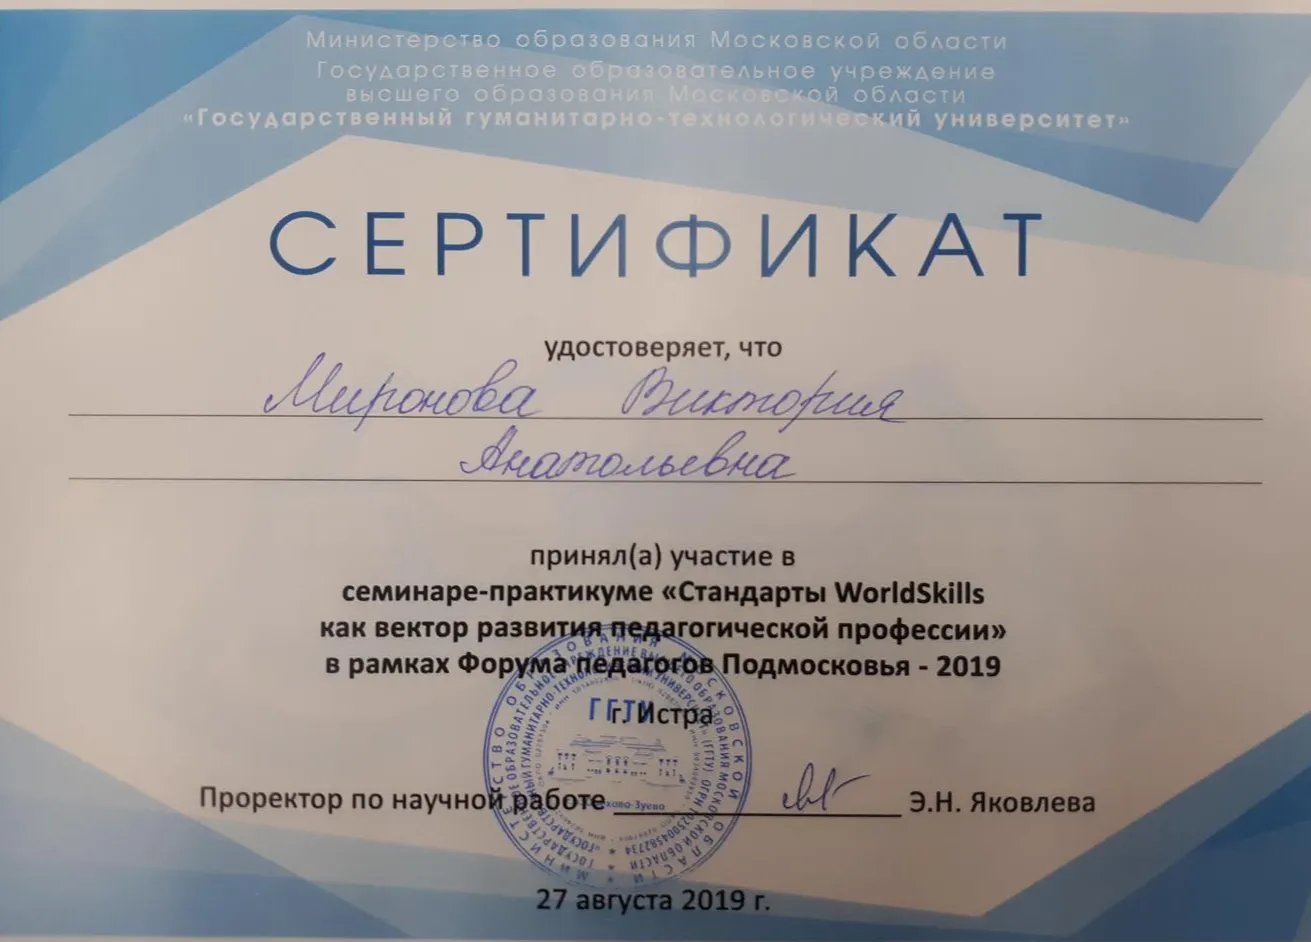 Министерство образования Московской области
Государственное образовательное учреждение
высшего образования Московской области
«Государственный гуманитарно-технологический университет»
СЕРТИФИКАТ
удостоверяет, что
Миронова Виктория
Анатольевна
принял(а) участие в
семинаре-практикуме «Стандарты WorldSkills
как вектор развития педагогической профессии»
в рамках Форума педагогов Подмосковья - 2019
ГГТУ
г. Истра
Проректор по научной работе Э.Н. Яковлева
27 августа 2019 г.